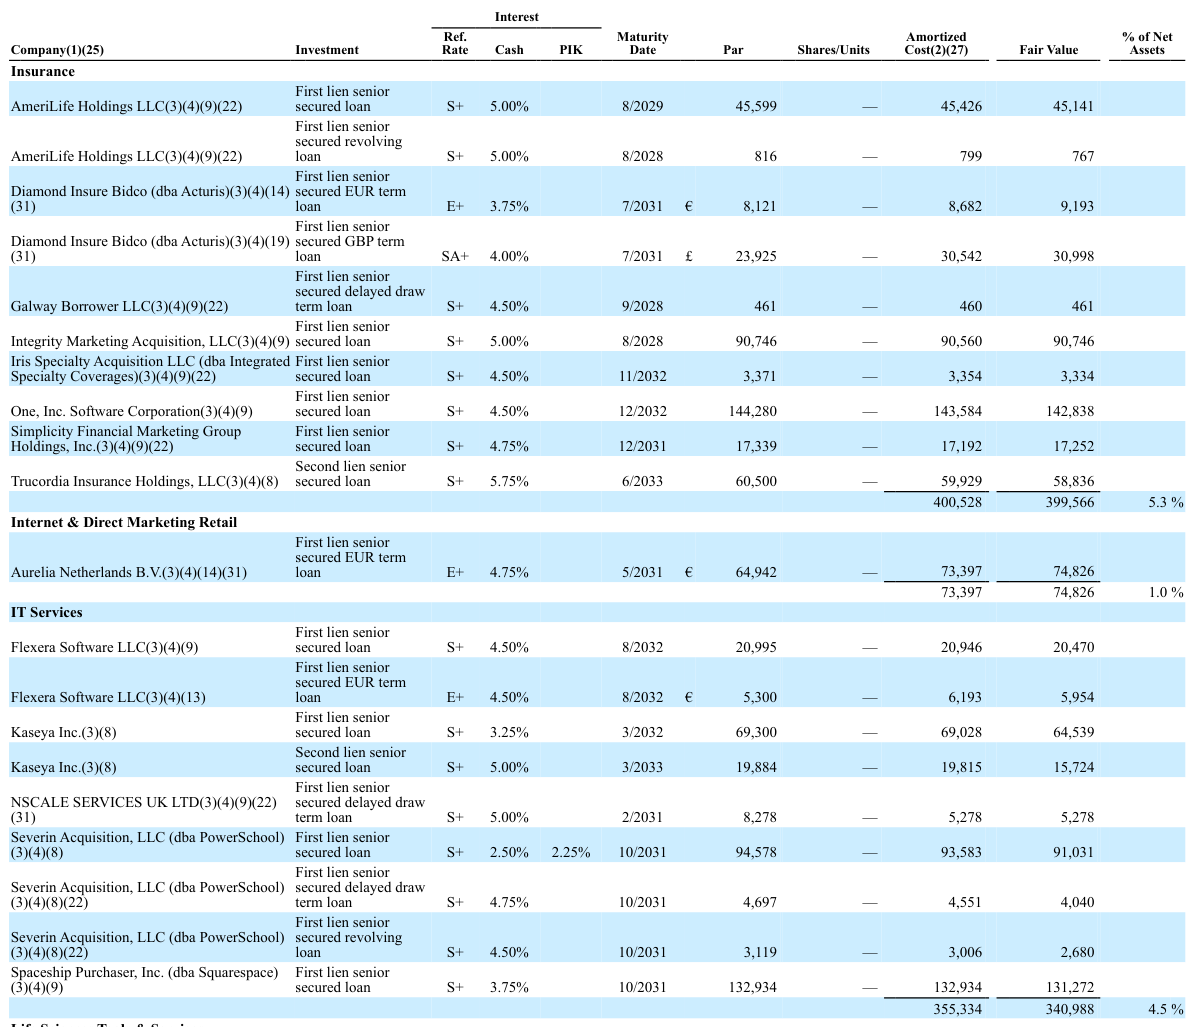 Interest
Company(1)(25) Investment Ref. Rate Cash PIK Maturity Date Par Shares/Units Amortized Cost(2)(27) Fair Value % of Net Assets
Insurance
AmeriLife Holdings LLC(3)(4)(9)(22) First lien senior secured loan S+ 5.00% 8/2029 45,599 — 45,426 45,141
AmeriLife Holdings LLC(3)(4)(9)(22) First lien senior secured revolving loan S+ 5.00% 8/2028 816 — 799 767
Diamond Insure Bidco (dba Acturis)(3)(4)(14)(31) First lien senior secured EUR term loan E+ 3.75% 7/2031 € 8,121 — 8,682 9,193
Diamond Insure Bidco (dba Acturis)(3)(4)(19)(31) First lien senior secured GBP term loan SA+ 4.00% 7/2031 £ 23,925 — 30,542 30,998
Galway Borrower LLC(3)(4)(9)(22) First lien senior secured delayed draw term loan S+ 4.50% 9/2028 461 — 460 461
Integrity Marketing Acquisition, LLC(3)(4)(9) First lien senior secured loan S+ 5.00% 8/2028 90,746 — 90,560 90,746
Iris Specialty Acquisition LLC (dba Integrated Specialty Coverages)(3)(4)(9)(22) First lien senior secured loan S+ 4.50% 11/2032 3,371 — 3,354 3,334
One, Inc. Software Corporation(3)(4)(9) First lien senior secured loan S+ 4.50% 12/2032 144,280 — 143,584 142,838
Simplicity Financial Marketing Group Holdings, Inc.(3)(4)(9)(22) First lien senior secured loan S+ 4.75% 12/2031 17,339 — 17,192 17,252
Trucordia Insurance Holdings, LLC(3)(4)(8) Second lien senior secured loan S+ 5.75% 6/2033 60,500 — 59,929 58,836
400,528 399,566 5.3 %
Internet & Direct Marketing Retail
Aurelia Netherlands B.V.(3)(4)(14)(31) First lien senior secured EUR term loan E+ 4.75% 5/2031 € 64,942 — 73,397 74,826
73,397 74,826 1.0 %
IT Services
Flexera Software LLC(3)(4)(9) First lien senior secured loan S+ 4.50% 8/2032 20,995 — 20,946 20,470
Flexera Software LLC(3)(4)(13) First lien senior secured EUR term loan E+ 4.50% 8/2032 € 5,300 — 6,193 5,954
Kaseya Inc.(3)(8) First lien senior secured loan S+ 3.25% 3/2032 69,300 — 69,028 64,539
Kaseya Inc.(3)(8) Second lien senior secured loan S+ 5.00% 3/2033 19,884 — 19,815 15,724
NSCALE SERVICES UK LTD(3)(4)(9)(22)(31) First lien senior secured delayed draw term loan S+ 5.00% 2/2031 8,278 — 5,278 5,278
Severin Acquisition, LLC (dba PowerSchool)(3)(4)(8) First lien senior secured loan S+ 2.50% 2.25% 10/2031 94,578 — 93,583 91,031
Severin Acquisition, LLC (dba PowerSchool)(3)(4)(8)(22) First lien senior secured delayed draw term loan S+ 4.75% 10/2031 4,697 — 4,551 4,040
Severin Acquisition, LLC (dba PowerSchool)(3)(4)(8)(22) First lien senior secured revolving loan S+ 4.50% 10/2031 3,119 — 3,006 2,680
Spaceship Purchaser, Inc. (dba Squarespace)(3)(4)(9) First lien senior secured loan S+ 3.75% 10/2031 132,934 — 132,934 131,272
355,334 340,988 4.5 %